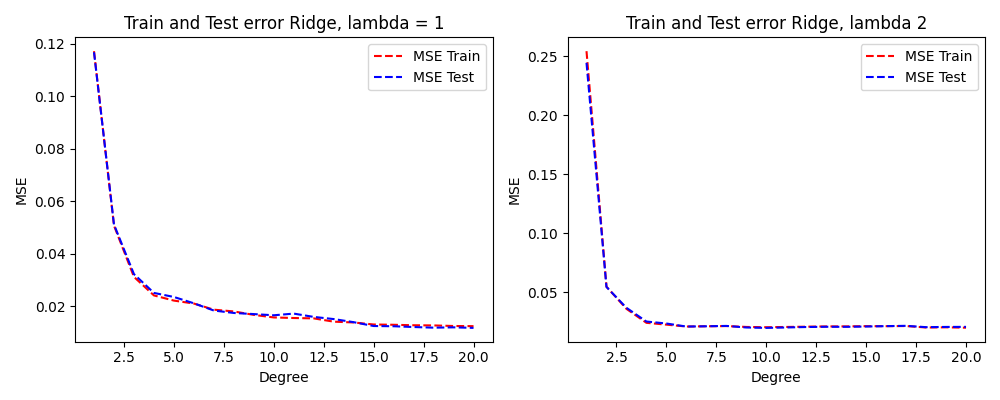 Train and Test error Ridge, lambda = 1
MSE Train
MSE Test
0.12
0.10
0.08
0.06
0.04
0.02
MSE
2.5 5.0 7.5 10.0 12.5 15.0 17.5 20.0
Degree
Train and Test error Ridge, lambda 2
MSE Train
MSE Test
0.25
0.20
0.15
0.10
0.05
MSE
2.5 5.0 7.5 10.0 12.5 15.0 17.5 20.0
Degree